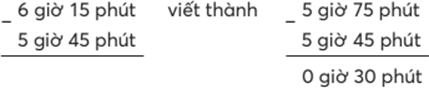 6 giờ 15 phút viết thành 5 giờ 75 phút
– –
5 giờ 45 phút 5 giờ 45 phút
0 giờ 30 phút